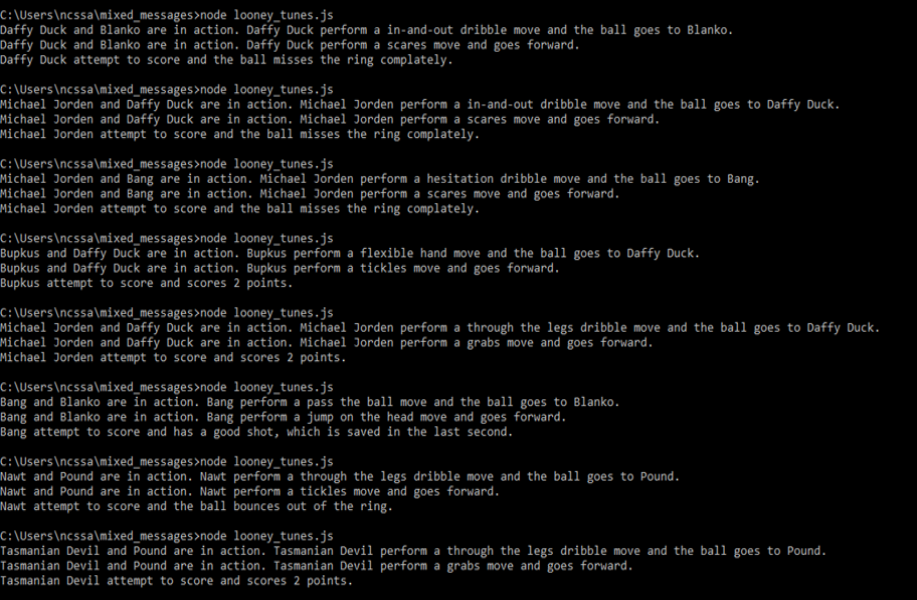 C:\Users\ncssa\mixed_messages>node looney_tunes.js
Daffy Duck and Blanko are in action. Daffy Duck perform a in-and-out dribble move and the ball goes to Blanko.
Daffy Duck and Blanko are in action. Daffy Duck perform a scares move and goes forward.
Daffy Duck attempt to score and the ball misses the ring complately.
C:\Users\ncssa\mixed_messages>node looney_tunes.js
Michael Jorden and Daffy Duck are in action. Michael Jorden perform a in-and-out dribble move and the ball goes to Daffy Duck.
Michael Jorden and Daffy Duck are in action. Michael Jorden perform a scares move and goes forward.
Michael Jorden attempt to score and the ball misses the ring complately.
C:\Users\ncssa\mixed_messages>node looney_tunes.js
Michael Jorden and Bang are in action. Michael Jorden perform a hesitation dribble move and the ball goes to Bang.
Michael Jorden and Bang are in action. Michael Jorden perform a scares move and goes forward.
Michael Jorden attempt to score and the ball misses the ring complately.
C:\Users\ncssa\mixed_messages>node looney_tunes.js
Bupkus and Daffy Duck are in action. Bupkus perform a flexible hand move and the ball goes to Daffy Duck.
Bupkus and Daffy Duck are in action. Bupkus perform a tickles move and goes forward.
Bupkus attempt to score and scores 2 points.
C:\Users\ncssa\mixed_messages>node looney_tunes.js
Michael Jorden and Daffy Duck are in action. Michael Jorden perform a through the legs dribble move and the ball goes to Daffy Duck.
Michael Jorden and Daffy Duck are in action. Michael Jorden perform a grabs move and goes forward.
Michael Jorden attempt to score and scores 2 points.
C:\Users\ncssa\mixed_messages>node looney_tunes.js
Bang and Blanko are in action. Bang perform a pass the ball move and the ball goes to Blanko.
Bang and Blanko are in action. Bang perform a jump on the head move and goes forward.
Bang attempt to score and has a good shot, which is saved in the last second.
C:\Users\ncssa\mixed_messages>node looney_tunes.js
Nawt and Pound are in action. Nawt perform a through the legs dribble move and the ball goes to Pound.
Nawt and Pound are in action. Nawt perform a tickles move and goes forward.
Nawt attempt to score and the ball bounces out of the ring.
C:\Users\ncssa\mixed_messages>node looney_tunes.js
Tasmanian Devil and Pound are in action. Tasmanian Devil perform a through the legs dribble move and the ball goes to Pound.
Tasmanian Devil and Pound are in action. Tasmanian Devil perform a grabs move and goes forward.
Tasmanian Devil attempt to score and scores 2 points.